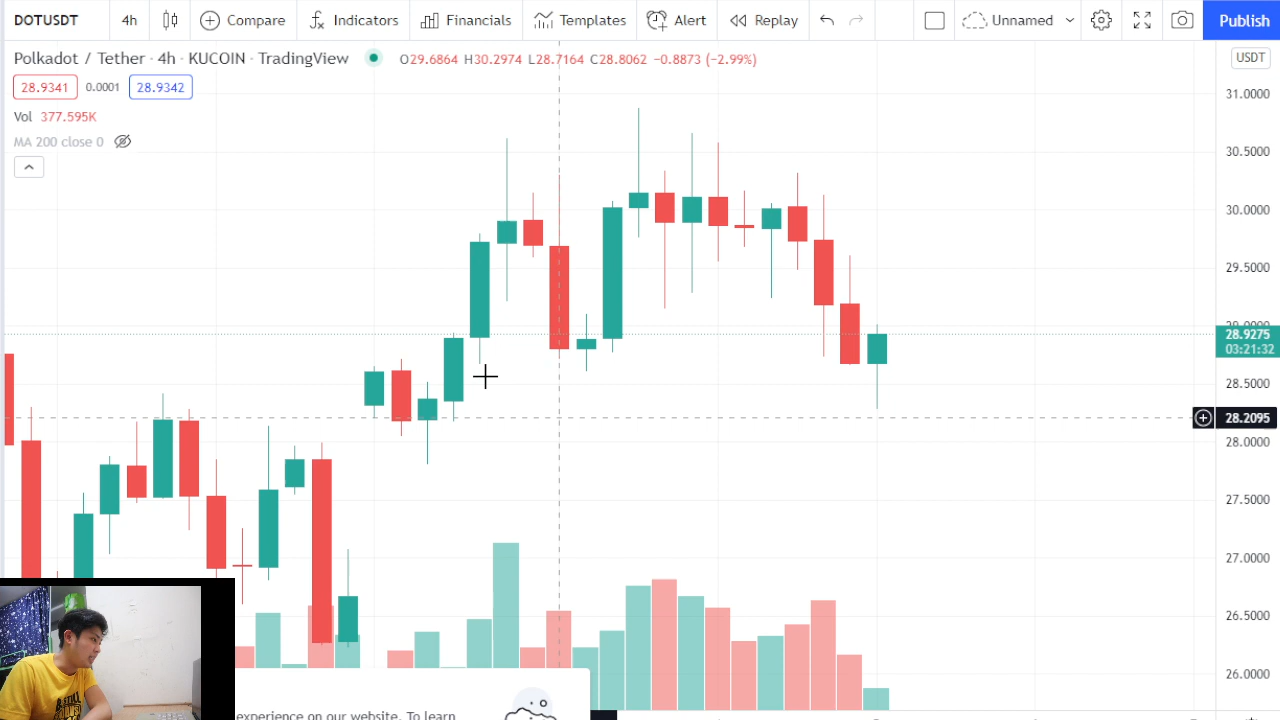 DOTUSDT 4h Compare Indicators Financials Templates Alert Replay Unnamed Publish
Polkadot / Tether · 4h · KUCOIN · TradingView O29.6864 H30.2974 L28.7164 C28.8062 −0.8873 (−2.99%) USDT
28.9341 0.0001 28.9342
31.0000
Vol 377.595K
MA 200 close 0
30.5000
30.0000
29.5000
29.0000
28.9275
03:21:32
28.5000
28.2095
28.0000
27.5000
27.0000
26.5000
26.0000
experience on our website. To learn